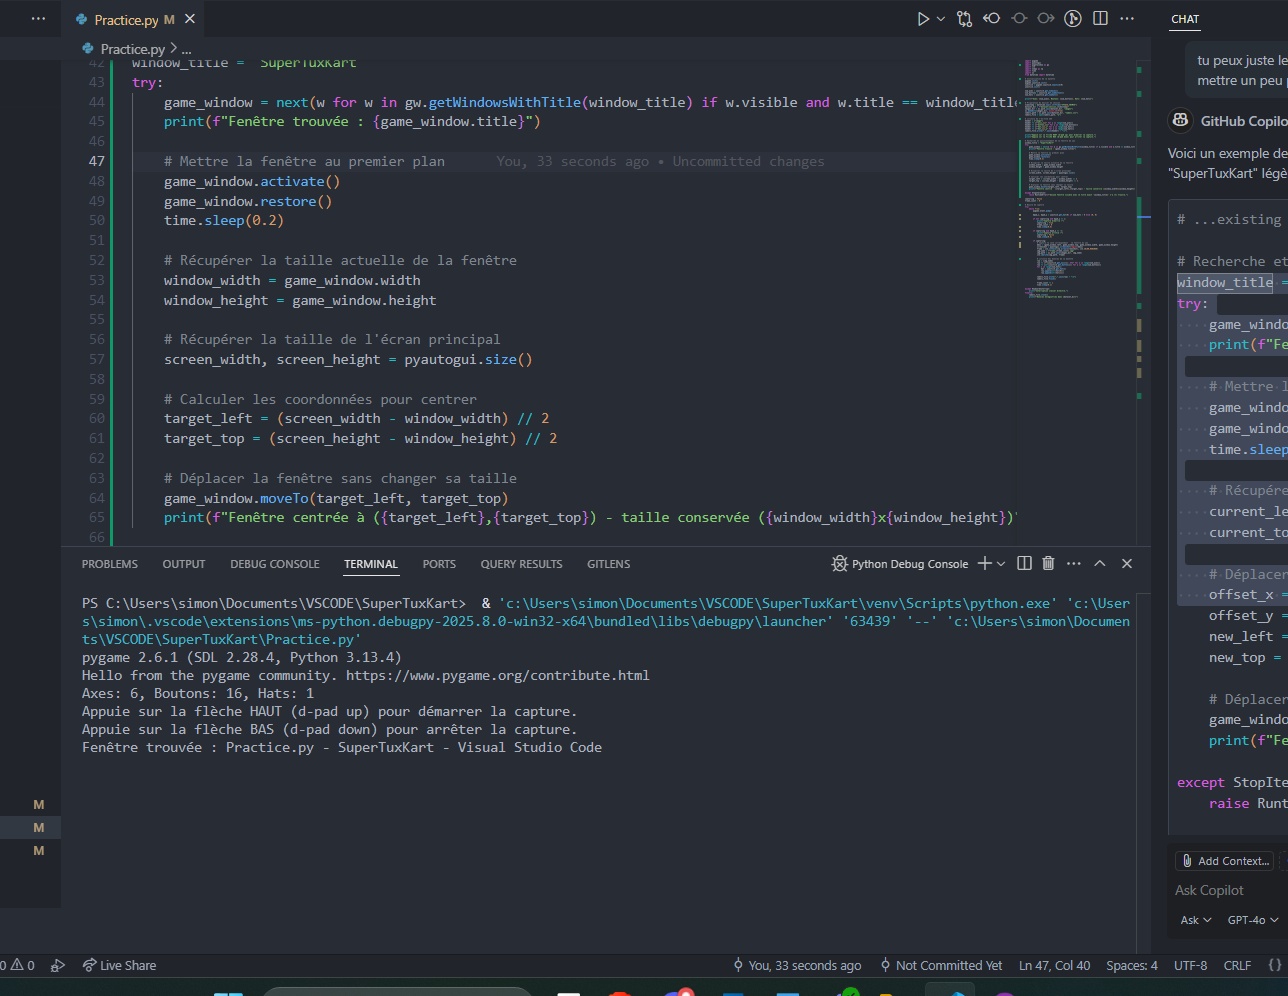 Practice.py M
CHAT
Practice.py > ...
42 window_title = "SuperTuxKart"
43 try:
44 game_window = next(w for w in gw.getWindowsWithTitle(window_title) if w.visible and w.title == window_titl
45 print(f"Fenêtre trouvée : {game_window.title}")
46
47 # Mettre la fenêtre au premier plan You, 33 seconds ago • Uncommitted changes
48 game_window.activate()
49 game_window.restore()
50 time.sleep(0.2)
51
52 # Récupérer la taille actuelle de la fenêtre
53 window_width = game_window.width
54 window_height = game_window.height
55
56 # Récupérer la taille de l'écran principal
57 screen_width, screen_height = pyautogui.size()
58
59 # Calculer les coordonnées pour centrer
60 target_left = (screen_width - window_width) // 2
61 target_top = (screen_height - window_height) // 2
62
63 # Déplacer la fenêtre sans changer sa taille
64 game_window.moveTo(target_left, target_top)
65 print(f"Fenêtre centrée à ({target_left},{target_top}) - taille conservée ({window_width}x{window_height})"
66
PROBLEMS OUTPUT DEBUG CONSOLE TERMINAL PORTS QUERY RESULTS GITLENS
Python Debug Console
PS C:\Users\simon\Documents\VSCODE\SuperTuxKart> & 'c:\Users\simon\Documents\VSCODE\SuperTuxKart\venv\Scripts\python.exe' 'c:\User
s\simon\.vscode\extensions\ms-python.debugpy-2025.8.0-win32-x64\bundled\libs\debugpy\launcher' '63439' '--' 'c:\Users\simon\Documen
ts\VSCODE\SuperTuxKart\Practice.py'
pygame 2.6.1 (SDL 2.28.4, Python 3.13.4)
Hello from the pygame community. https://www.pygame.org/contribute.html
Axes: 6, Boutons: 16, Hats: 1
Appuie sur la flèche HAUT (d-pad up) pour démarrer la capture.
Appuie sur la flèche BAS (d-pad down) pour arrêter la capture.
Fenêtre trouvée : Practice.py - SuperTuxKart - Visual Studio Code
M
M
M
tu peux juste le
mettre un peu
GitHub Copilo
Voici un exemple de
"SuperTuxKart" légè
# ...existing
# Recherche et
window_title =
try:
game_windo
print(f"Fe
# Mettre l
game_windo
game_windo
time.sleep
# Récupére
current_le
current_to
# Déplacer
offset_x =
offset_y =
new_left =
new_top =
# Déplacer
game_windo
print(f"Fe
except StopIte
raise Runt
Add Context...
Ask Copilot
Ask GPT-4o
0 0 Live Share You, 33 seconds ago Not Committed Yet Ln 47, Col 40 Spaces: 4 UTF-8 CRLF {}